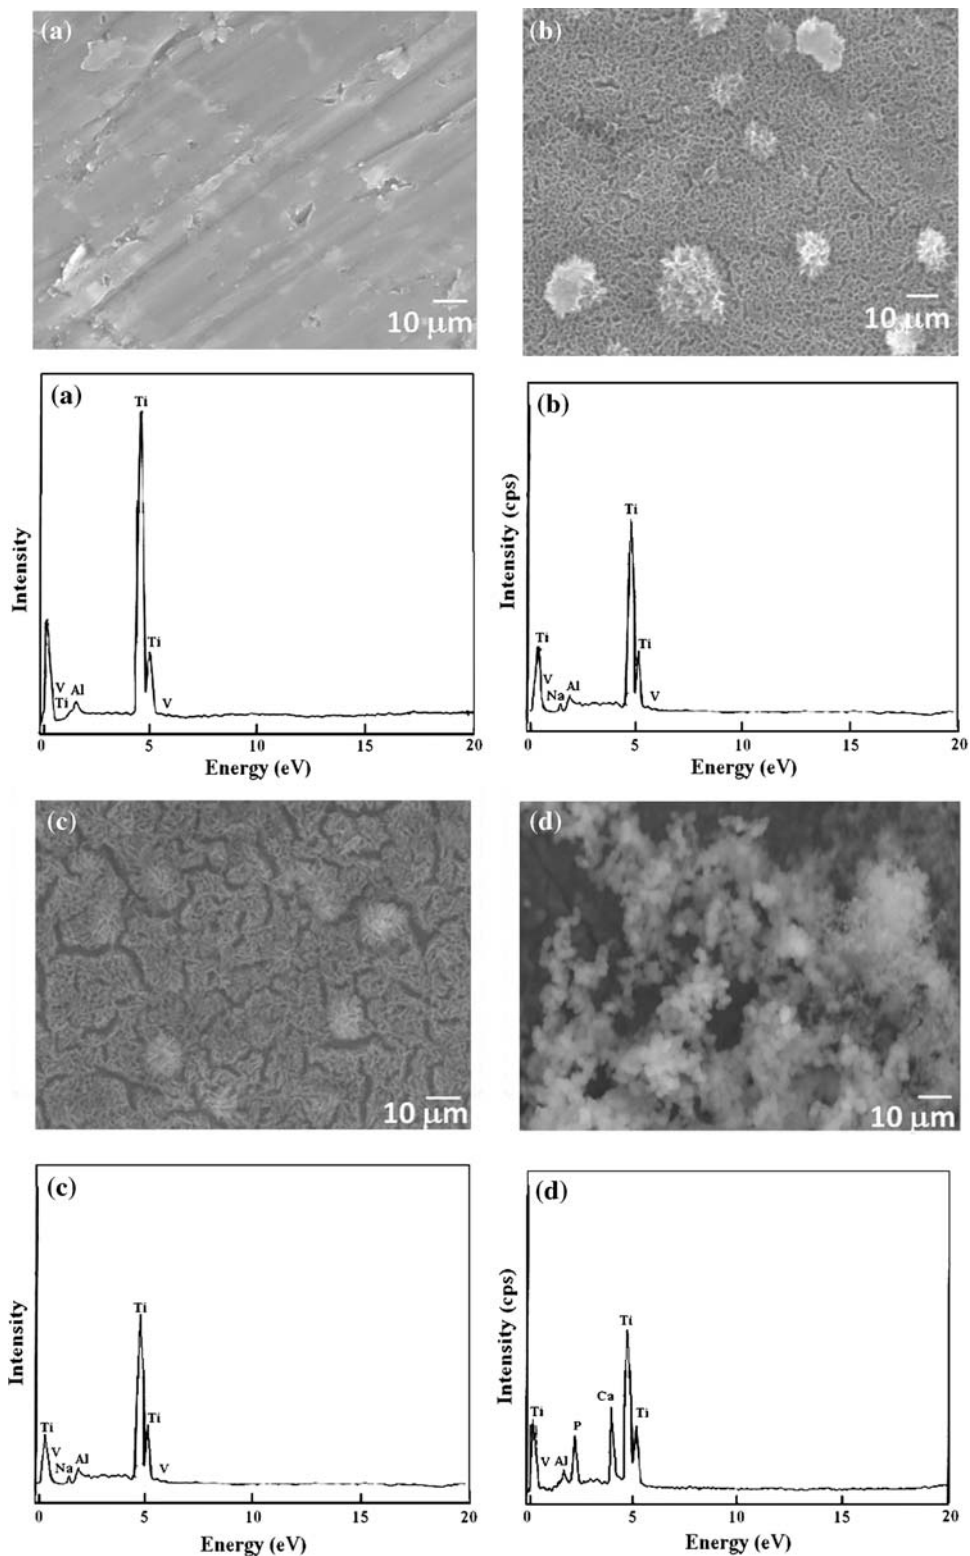 (a)
10 μm
(b)
10 μm
(a)
Ti
Ti
V
Ti
Al
V
Intensity
0
5
10
15
20
Energy (eV)
(b)
Ti
Ti
Ti
V
Na
Al
V
Intensity (cps)
0
5
10
15
20
Energy (eV)
(c)
10 μm
(d)
10 μm
(c)
Ti
Ti
Ti
V
Na
Al
V
Intensity
0
5
10
15
20
Energy (eV)
(d)
Ti
Ca
Ti
Ti
P
V
Al
Intensity (cps)
0
5
10
15
20
Energy (eV)